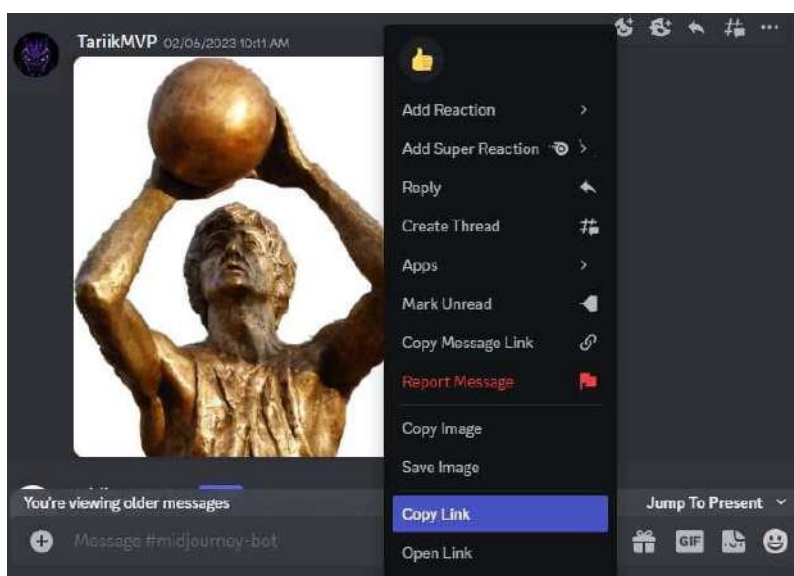 TariikMVP 02/06/2023 10:11 AM
Add Reaction
Add Super Reaction
Reply
Create Thread
Apps
Mark Unread
Copy Message Link
Report Message
Copy Image
Save Image
Copy Link
Open Link
You're viewing older messages
Jump To Present
Message #midjourney-bot
GIF